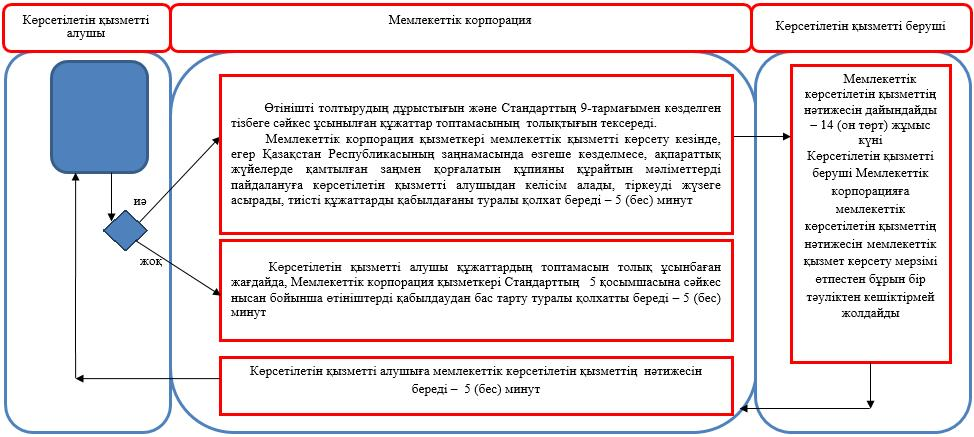 Көрсетілетін қызметті
алушы
Мемлекеттік корпорация
Көрсетілетін қызметті беруші
Өтінішті толтырудың дұрыстығын және Стандарттың 9-тармағымен көзделген
тізбеге сәйкес ұсынылған құжаттар топтамасының толықтығын тексереді.
Мемлекеттік корпорация қызметкері мемлекеттік қызметті көрсету кезінде,
егер Қазақстан Республикасының заңнамасында өзгеше көзделмесе, ақпараттық
жүйелерде қамтылған заңмен қорғалатын құпияны құрайтын мәліметтерді
пайдалануға көрсетілетін қызметті алушыдан келісім алады, тіркеуді жүзеге
асырады, тиісті құжаттарды қабылдағаны туралы қолхат береді – 5 (бес) минут
иә
жоқ
Көрсетілетін қызметті алушы құжаттардың топтамасын толық ұсынбаған
жағдайда, Мемлекеттік корпорация қызметкері Стандарттың 5 қосымшасына сәйкес
нысан бойынша өтініштерді қабылдаудан бас тарту туралы қолхатты береді – 5 (бес)
минут
Көрсетілетін қызметті алушыға мемлекеттік көрсетілетін қызметтің нәтижесін
береді – 5 (бес) минут
Мемлекеттік
көрсетілетін қызметтің
нәтижесін дайындайды
– 14 (он төрт) жұмыс
күні
Көрсетілетін қызметті
беруші Мемлекеттік
корпорацияға
мемлекеттік
көрсетілетін қызметтің
нәтижесін мемлекеттік
қызмет көрсету мерзімі
өтпестен бұрын бір
тәуліктен кешіктірмей
жолдайды